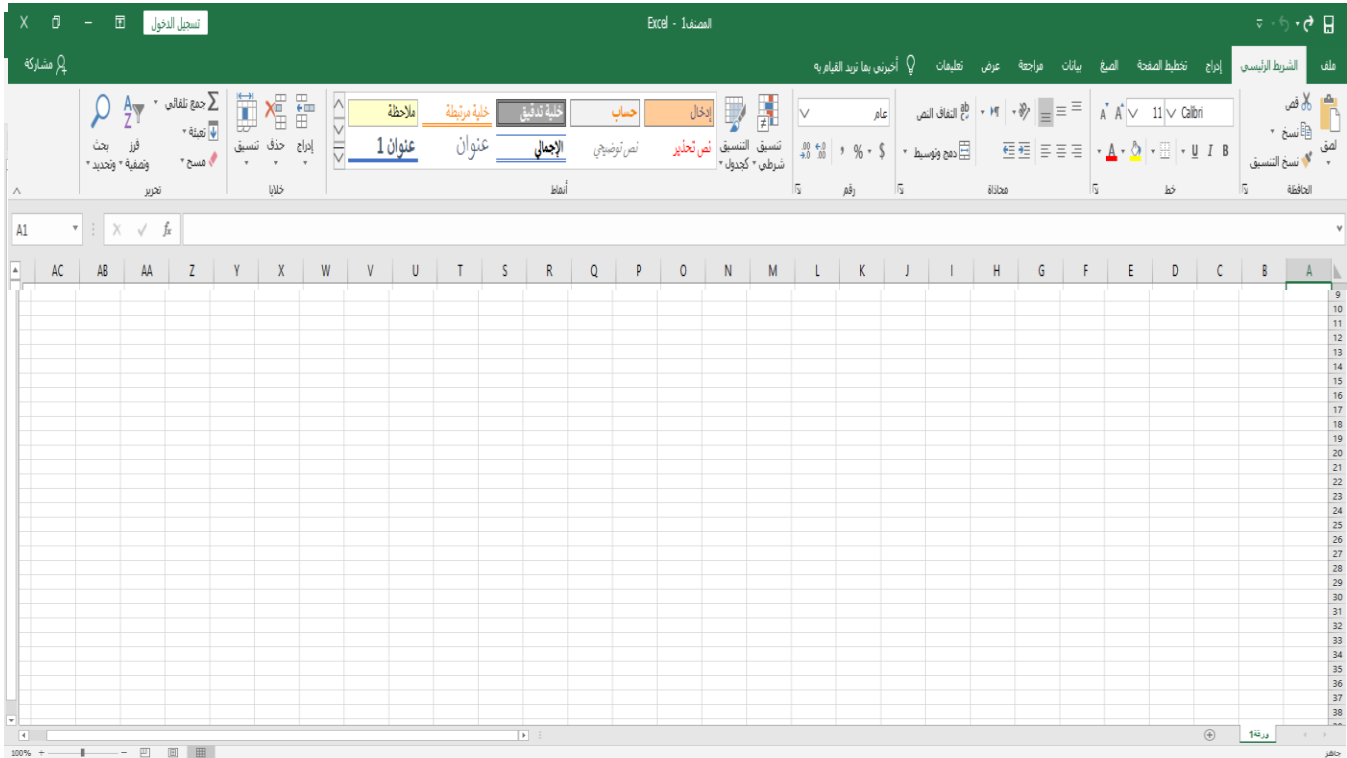 المصنف1 - Excel
تسجيل الدخول
ملف الشريط الرئيسي إدراج تخطيط الصفحة الصيغ بيانات مراجعة عرض تعليمات أخبرني بما تريد القيام به
مشاركة
لصق
قص
نسخ
نسخ التنسيق
الحافظة
Calibri 11
B I U
خط
التفاف النص
دمج وتوسيط
محاذاة
عام
$ %
رقم
تنسيق شرطي
التنسيق كجدول
إدخال حساب خلية تدقيق خلية مرتبطة ملاحظة
نص تحذير نص توضيحي الإجمالي عنوان عنوان 1
أنماط
إدراج حذف تنسيق
خلايا
جمع تلقائي
تعبئة
مسح
فرز وتصفية
بحث وتحديد
تحرير
A1 fx
A B C D E F G H I J K L M N O P Q R S T U V W X Y Z AA AB AC
9
10
11
12
13
14
15
16
17
18
19
20
21
22
23
24
25
26
27
28
29
30
31
32
33
34
35
36
37
38
ورقة1
جاهز
100%